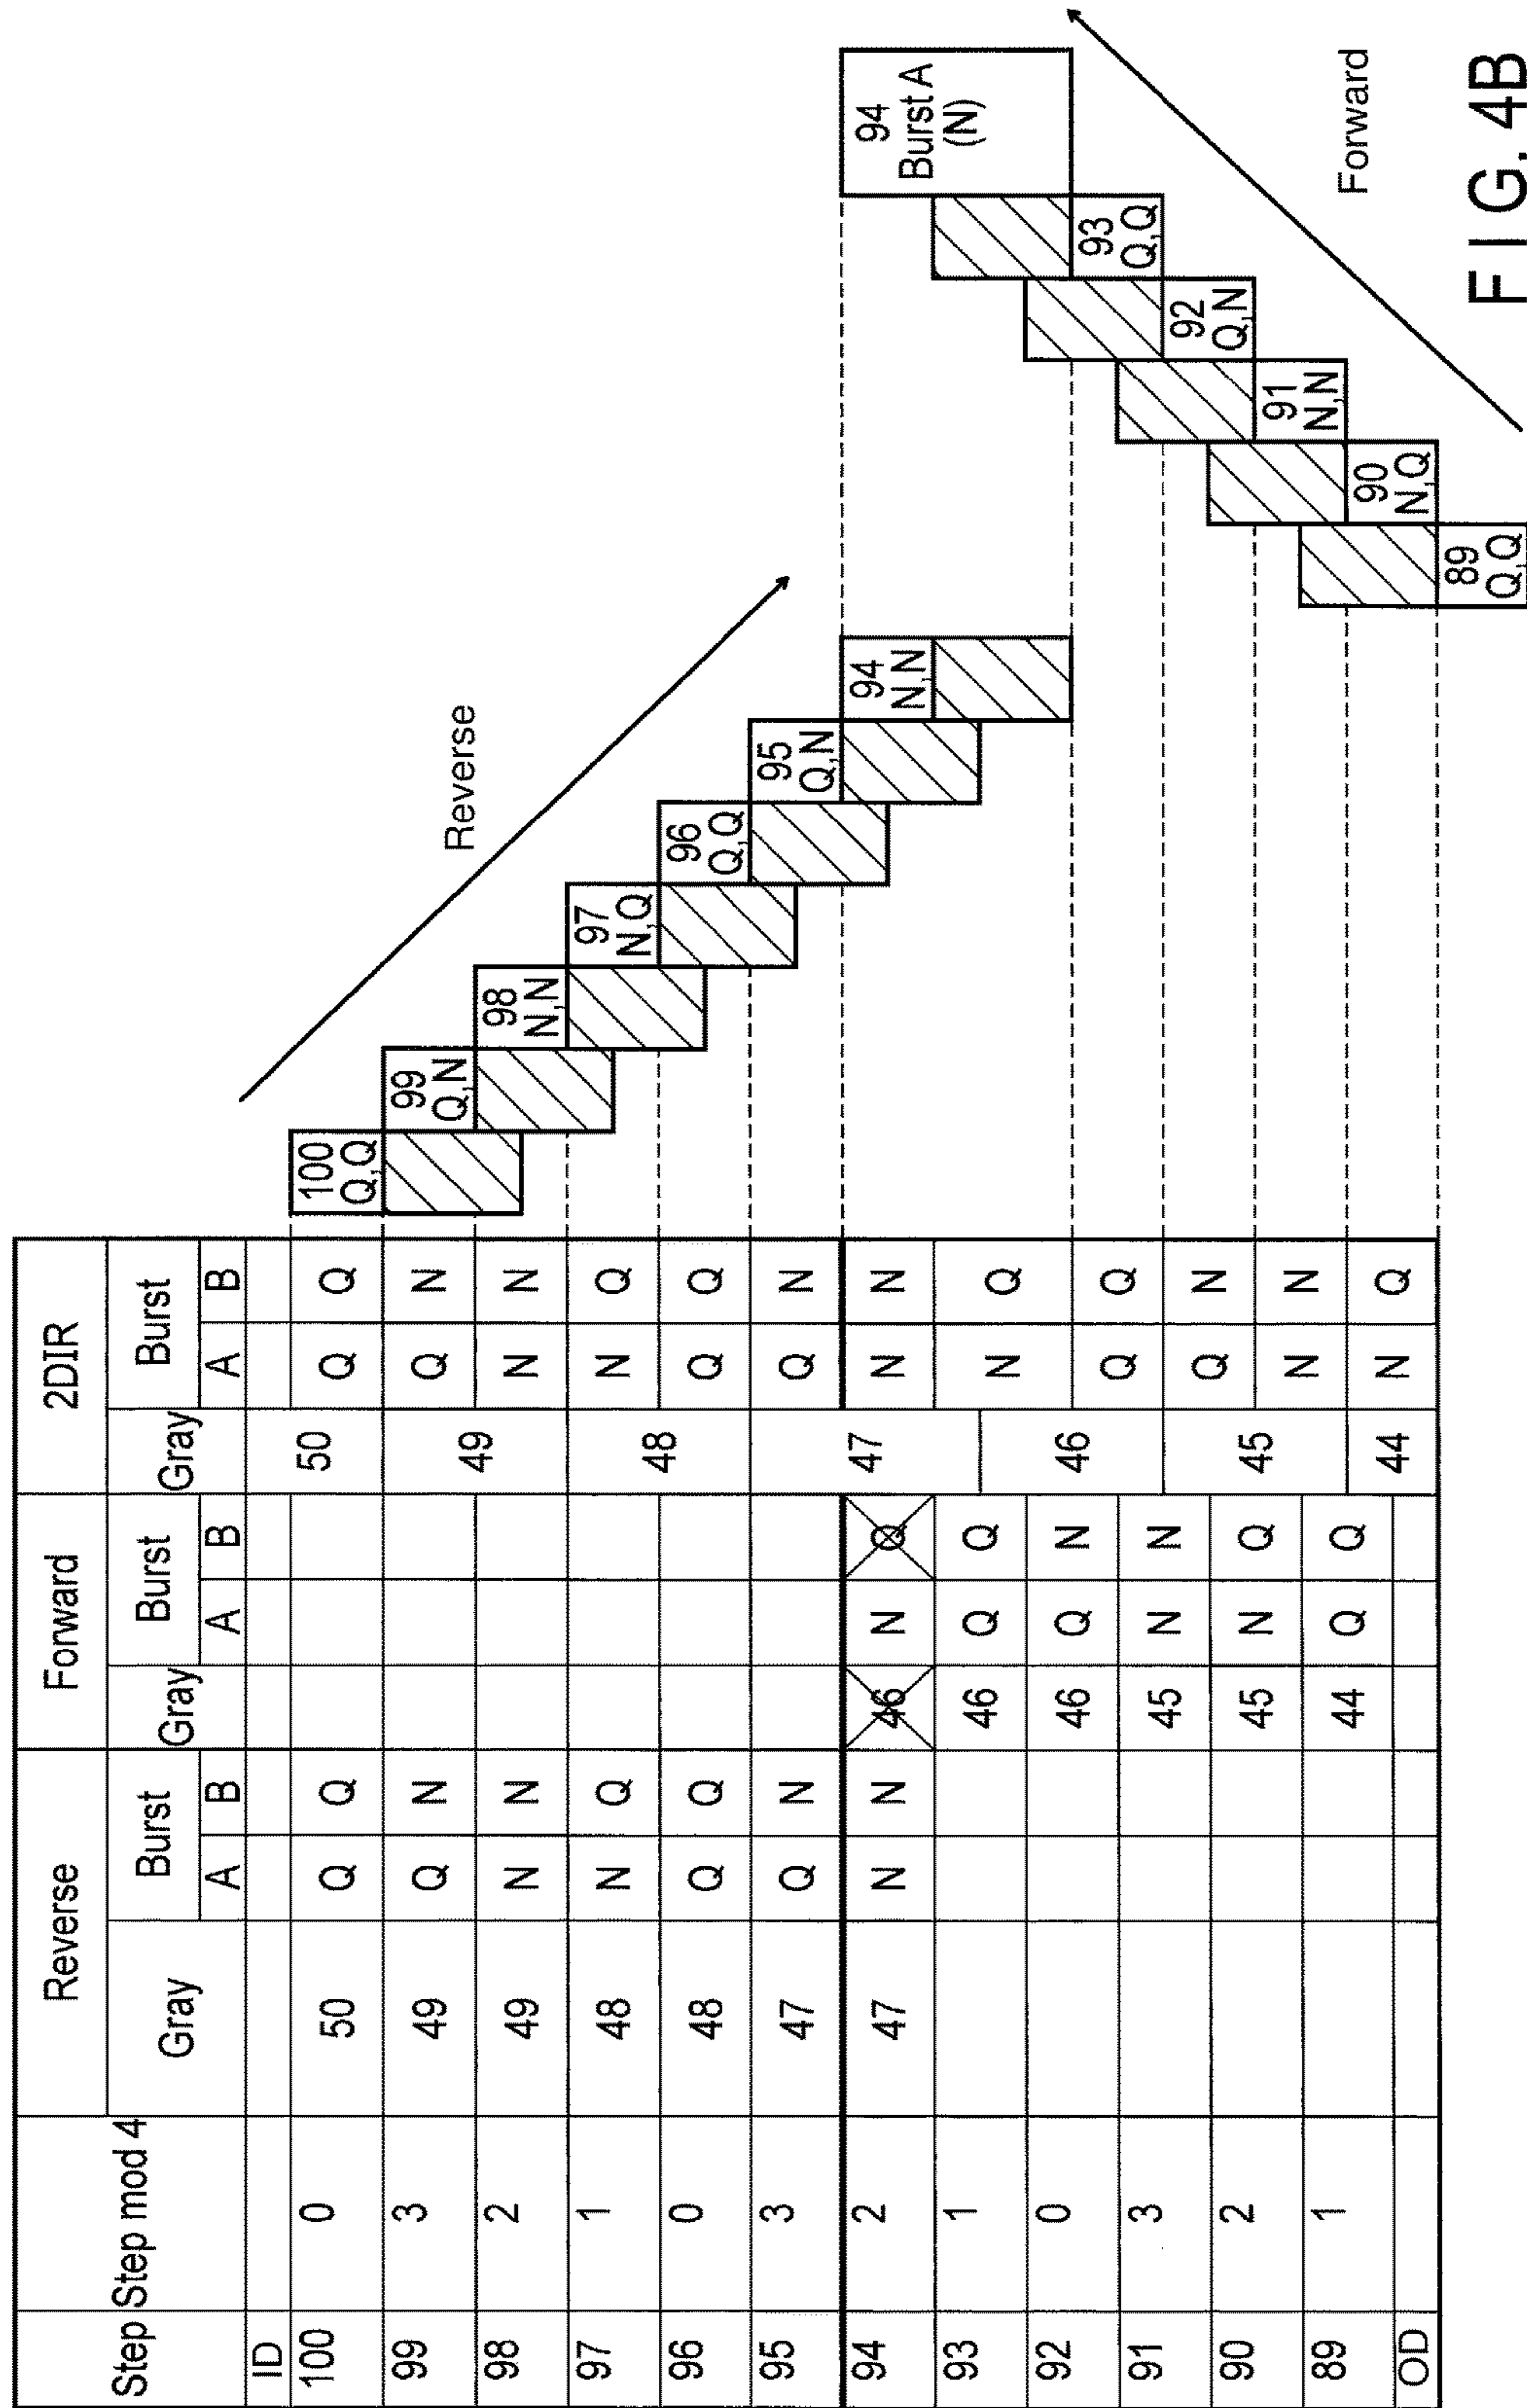 Step Step mod 4 Reverse Forward 2DIR
Gray Burst Gray Burst Gray Burst
A B A B A B
ID
100 0 50 Q Q 50 Q Q
99 3 49 Q N 49 Q N
98 2 49 N N N N
97 1 48 N Q 48 N Q
96 0 48 Q Q Q Q
95 3 47 Q N 47 Q N
94 2 47 N N 46 N Q N N
93 1 46 Q Q 46 N Q
92 0 46 Q N Q Q
91 3 45 N N 45 Q N
90 2 45 N Q N N
89 1 44 Q Q 44 N Q
OD
Reverse
100
Q,Q
99
Q,N
98
N,N
97
N,Q
96
Q,Q
95
Q,N
94
N,N
94
Burst A
(N)
93
Q,Q
92
Q,N
91
N,N
90
N,Q
89
Q,Q
Forward
FIG. 4B